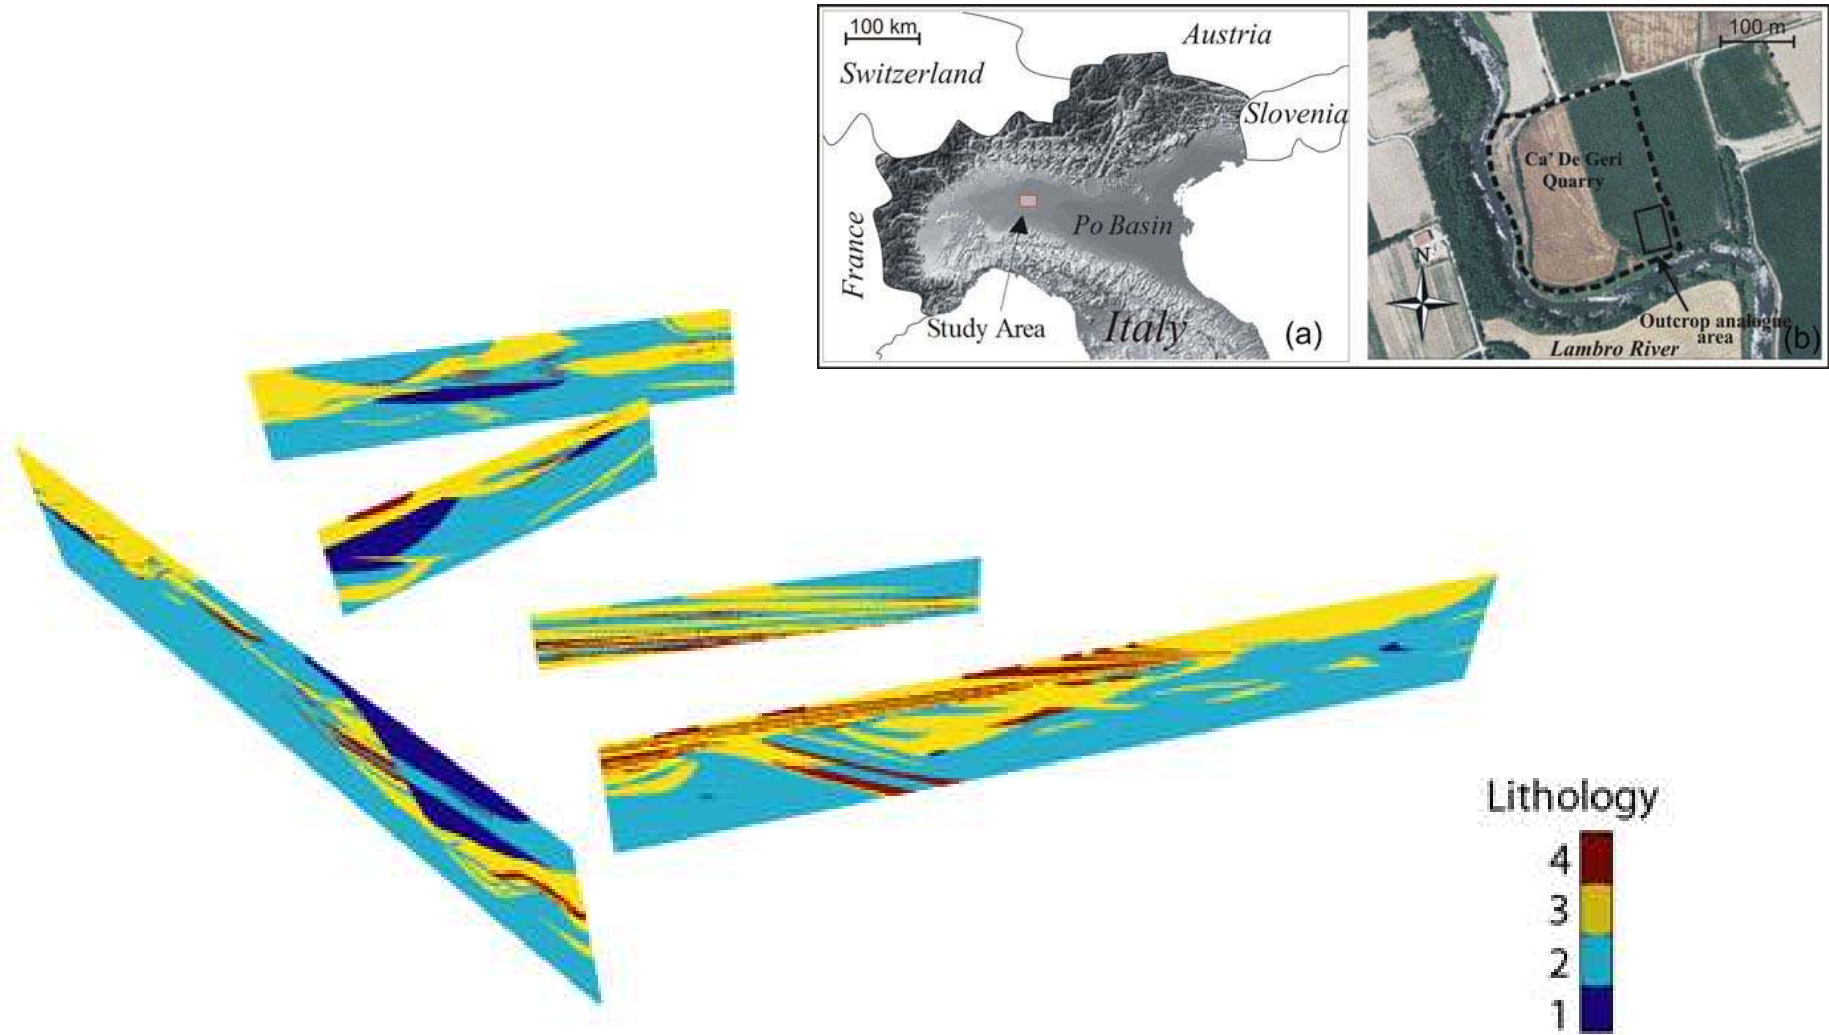 100 km
Austria
Switzerland
Slovenia
France
Po Basin
Study Area
Italy
(a)
100 m
Ca' De Geri
Quarry
N
Outcrop analogue
area
Lambro River
(b)
Lithology
4
3
2
1